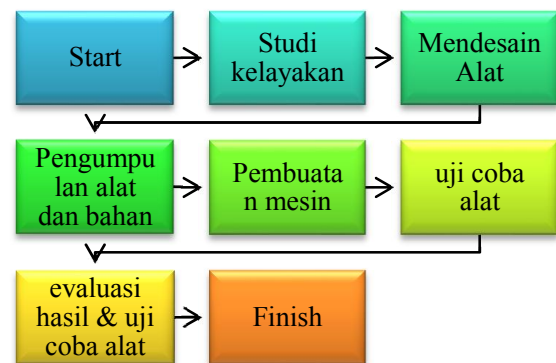 Start
Studi
kelayakan
Mendesain
Alat
Pengumpu
lan alat
dan bahan
Pembuata
n mesin
uji coba
alat
evaluasi
hasil & uji
coba alat
Finish